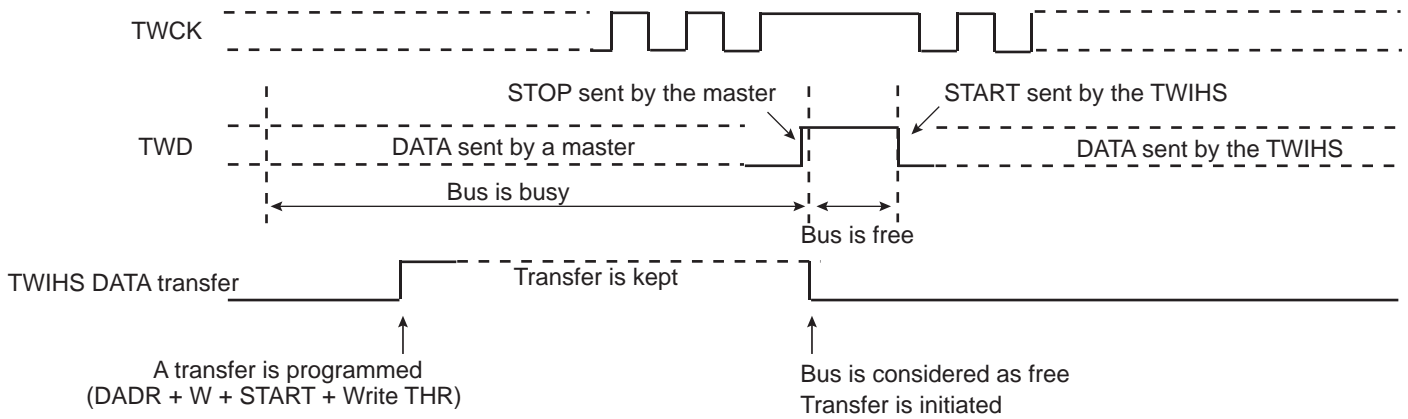 TWCK
STOP sent by the master
START sent by the TWIHS
TWD
DATA sent by a master
DATA sent by the TWIHS
Bus is busy
Bus is free
TWIHS DATA transfer
Transfer is kept
A transfer is programmed
(DADR + W + START + Write THR)
Bus is considered as free
Transfer is initiated